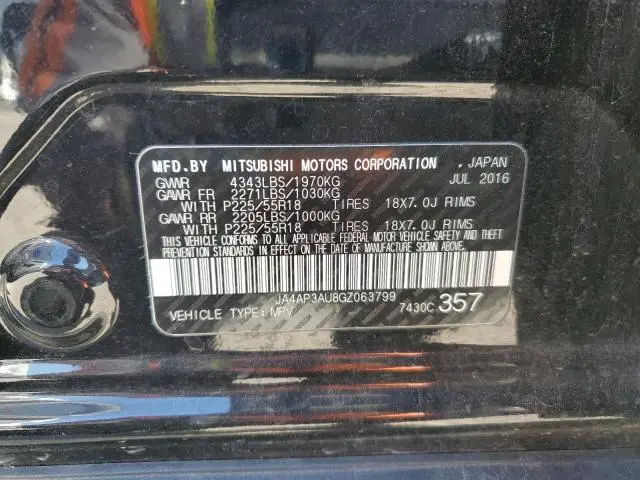 MFD.BY MITSUBISHI MOTORS CORPORATION , JAPAN
GVWR 4343LBS/1970KG JUL 2016
GAWR FR 2271LBS/1030KG
WITH P225/55R18 TIRES 18X7.0J RIMS
GAWR RR 2205LBS/1000KG
WITH P225/55R18 TIRES 18X7.0J RIMS
THIS VEHICLE CONFORMS TO ALL APPLICABLE FEDERAL MOTOR VEHICLE SAFETY AND THEFT
PREVENTION STANDARDS IN EFFECT ON THE DATE OF MANUFACTURE SHOWN ABOVE.
JA4AP3AU8GZ063799
VEHICLE TYPE: MPV 7430C 357